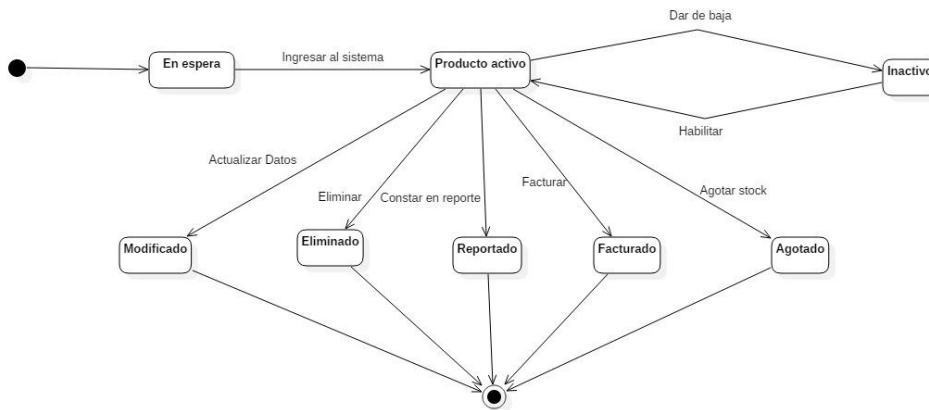 Dar de baja
En espera
Ingresar al sistema
Producto activo
Inactivo
Habilitar
Actualizar Datos
Eliminar
Constar en reporte
Facturar
Agotar stock
Modificado
Eliminado
Reportado
Facturado
Agotado